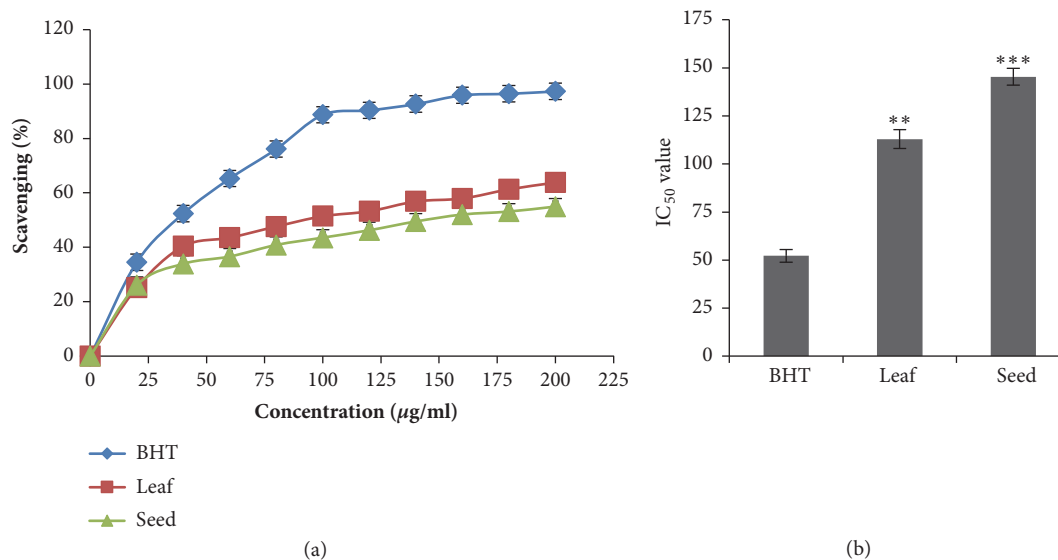 120
100
80
60
40
20
0
Scavenging (%)
0 25 50 75 100 125 150 175 200 225
Concentration (μg/ml)
BHT
Leaf
Seed
(a)
175
150
125
100
75
50
25
0
IC50 value
**
***
BHT Leaf Seed
(b)